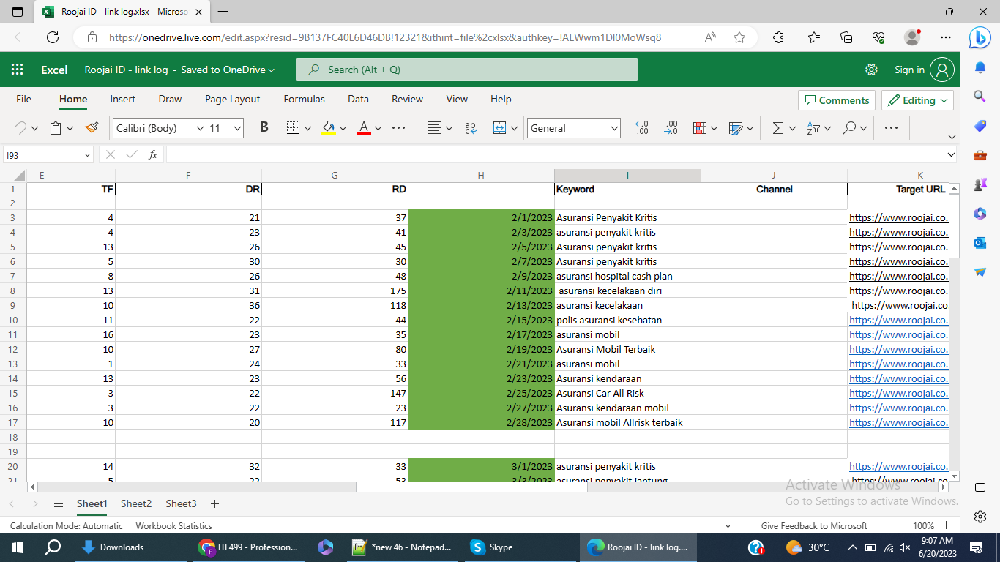 Roojai ID - link log.xlsx - Microso
https://onedrive.live.com/edit.aspx?resid=9B137FC40E6D46DB!12321&ithint=file%2cxlsx&authkey=!AEWwm1Dl0MoWsq8
Excel Roojai ID - link log - Saved to OneDrive Search (Alt + Q) Sign in
File Home Insert Draw Page Layout Formulas Data Review View Help Comments Editing
Calibri (Body) 11 B A ab General .00 .00
I93 fx
E F G H I J K
1 TF DR RD Keyword Channel Target URL
2
3 4 21 37 2/1/2023 Asuransi Penyakit Kritis https://www.roojai.co.
4 4 23 41 2/3/2023 asuransi penyakit kritis https://www.roojai.co.
5 13 26 45 2/5/2023 Asuransi penyakit kritis https://www.roojai.co.
6 5 30 30 2/7/2023 Asuransi penyakit kritis https://www.roojai.co.
7 8 26 48 2/9/2023 asuransi hospital cash plan https://www.roojai.co.
8 13 31 175 2/11/2023 asuransi kecelakaan diri https://www.roojai.co.
9 10 36 118 2/13/2023 asuransi kecelakaan https://www.roojai.co
10 11 22 44 2/15/2023 polis asuransi kesehatan https://www.roojai.co.
11 16 23 35 2/17/2023 asuransi mobil https://www.roojai.co.
12 10 27 80 2/19/2023 Asuransi Mobil Terbaik https://www.roojai.co.
13 1 24 33 2/21/2023 asuransi mobil https://www.roojai.co.
14 13 23 56 2/23/2023 Asuransi kendaraan https://www.roojai.co.
15 3 22 147 2/25/2023 Asuransi Car All Risk https://www.roojai.co.
16 3 22 23 2/27/2023 Asuransi kendaraan mobil https://www.roojai.co.
17 10 20 117 2/28/2023 Asuransi mobil Allrisk terbaik https://www.roojai.co.
18
19
20 14 32 33 3/1/2023 asuransi penyakit kritis https://www.roojai.co.
21 5 22 53 3/2/2023 asuransi penyakit jantung https://www.roojai.co
Activate Windows
Go to Settings to activate Windows.
Sheet1 Sheet2 Sheet3
Calculation Mode: Automatic Workbook Statistics Give Feedback to Microsoft 100%
Downloads ITE499 - Profession... *new 46 - Notepad... Skype Roojai ID - link log.... 30°C 9:07 AM
6/20/2023